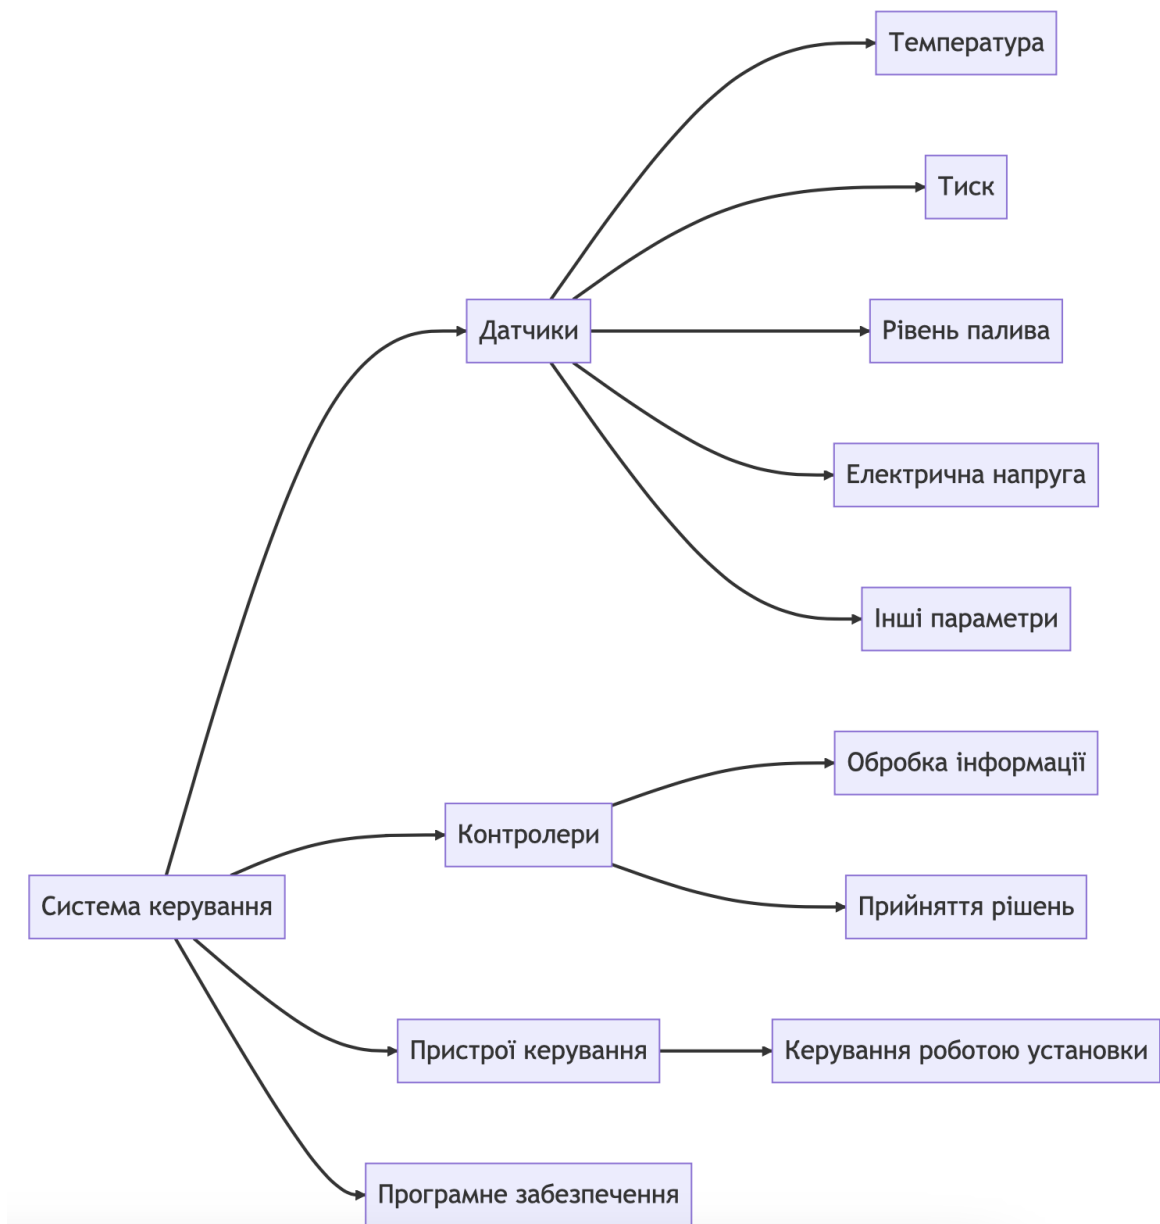 Температура
Тиск
Датчики
Рівень палива
Електрична напруга
Інші параметри
Обробка інформації
Контролери
Система керування
Прийняття рішень
Пристрої керування
Керування роботою установки
Програмне забезпечення